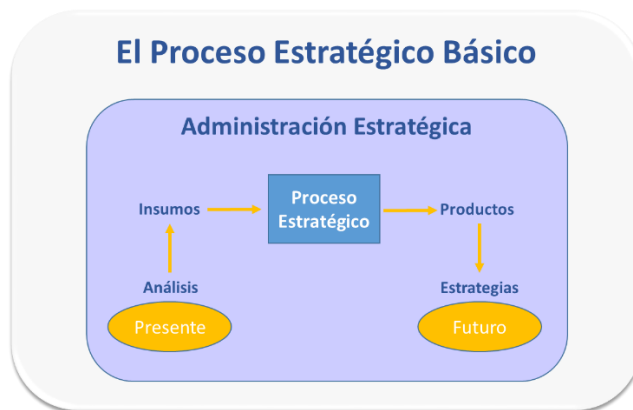 El Proceso Estratégico Básico
Administración Estratégica
Insumos
Proceso
Estratégico
Productos
Análisis
Estrategias
Presente
Futuro